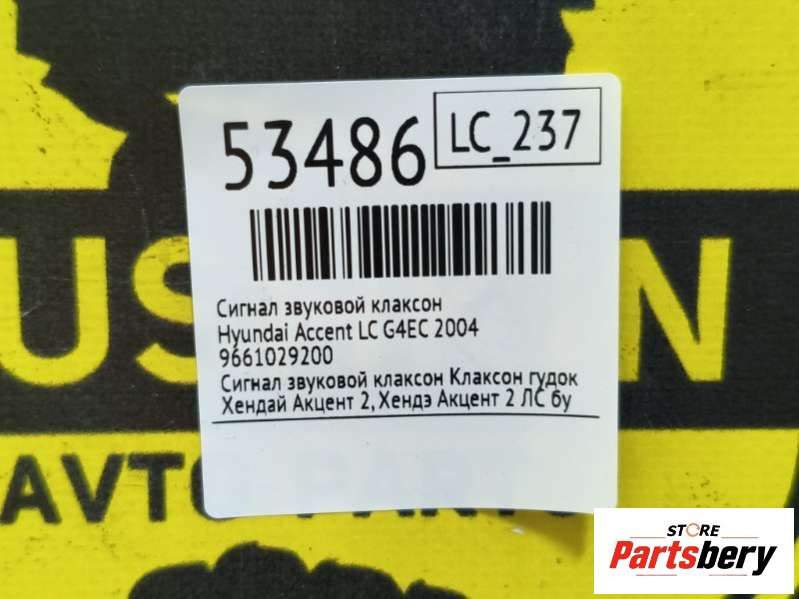 53486
LC_237
Сигнал звуковой клаксон
Hyundai Accent LC G4EC 2004
9661029200
Сигнал звуковой клаксон Клаксон гудок
Хендай Акцент 2, Хендэ Акцент 2 ЛС бу
STORE
Partsbery